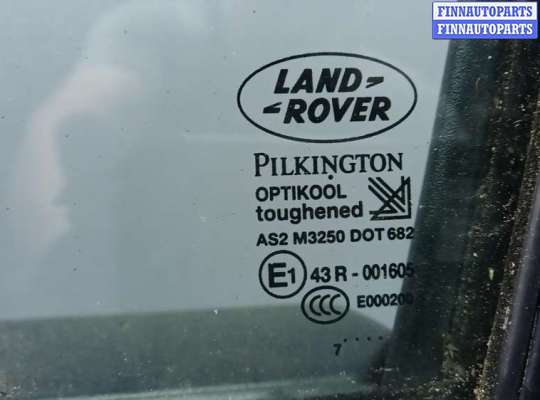 FINNAUTOPARTS
FINNAUTOPARTS
LAND
ROVER
PILKINGTON
OPTIKOOL
toughened
AS2 M3250 DOT 682
E1 43 R - 001605
CCC E000200
7 .....